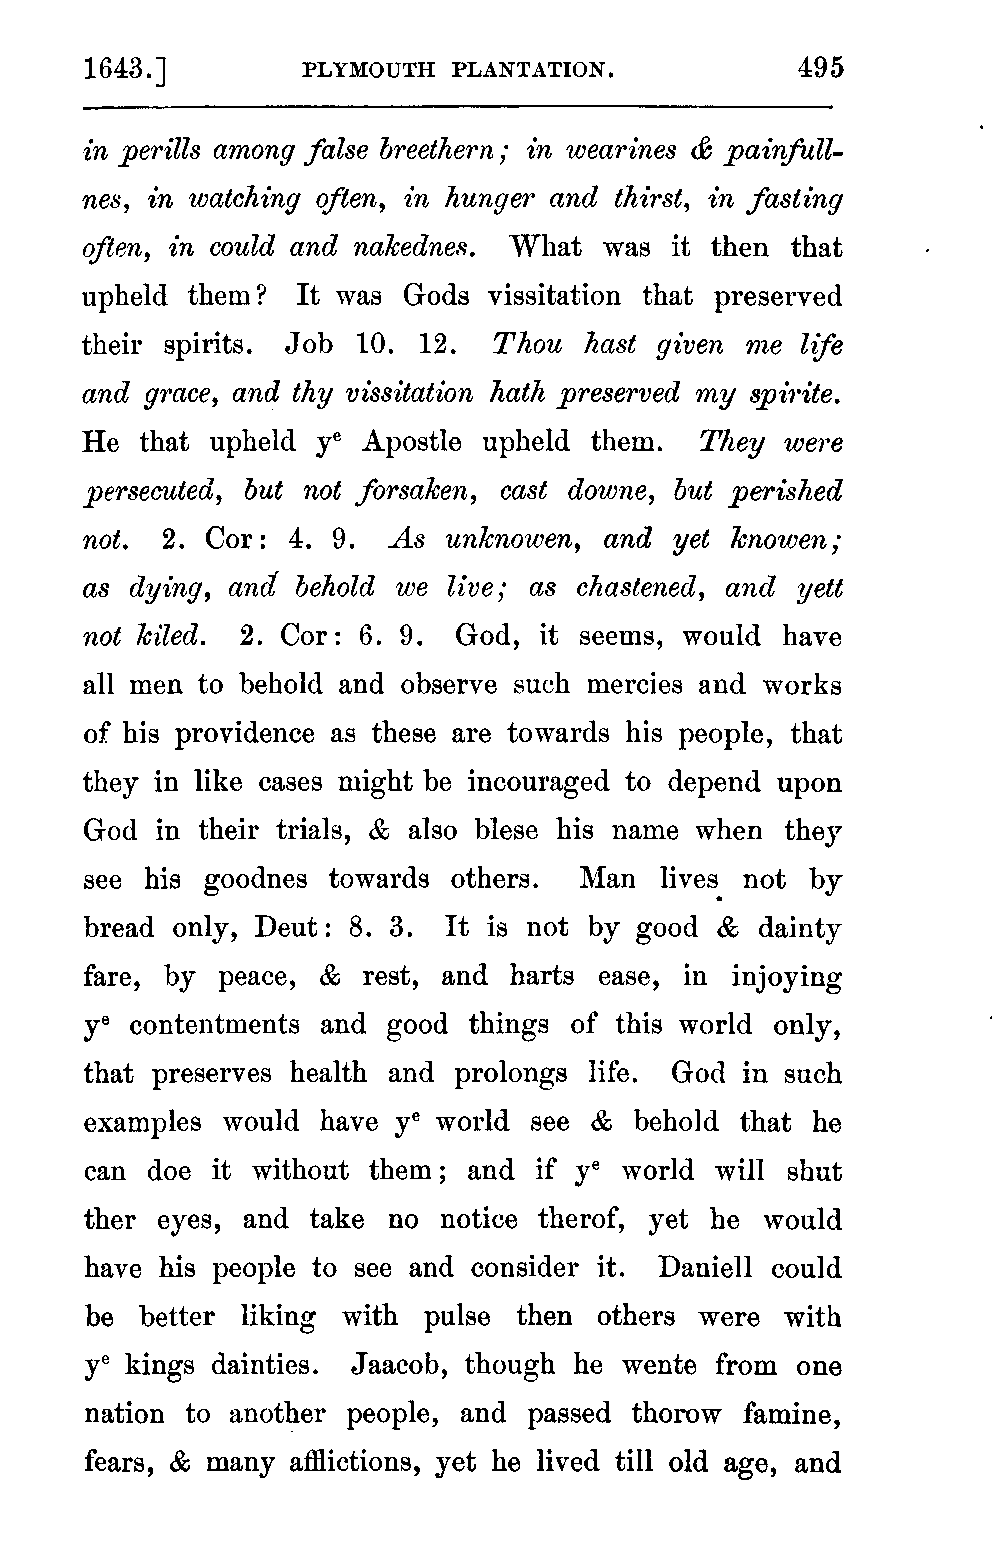 1643.] PLYMOUTH PLANTATION. 495
in perills among false breethern; in wearines & painfull-
nes, in watching often, in hunger and thirst, in fasting
often, in could and nakednes. What was it then that
upheld them? It was Gods vissitation that preserved
their spirits. Job 10. 12. Thou hast given me life
and grace, and thy vissitation hath preserved my spirite.
He that upheld yᵉ Apostle upheld them. They were
persecuted, but not forsaken, cast downe, but perished
not. 2. Cor: 4. 9. As unknowen, and yet knowen;
as dying, and behold we live; as chastened, and yett
not kiled. 2. Cor: 6. 9. God, it seems, would have
all men to behold and observe such mercies and works
of his providence as these are towards his people, that
they in like cases might be incouraged to depend upon
God in their trials, & also blese his name when they
see his goodnes towards others. Man lives not by
bread only, Deut: 8. 3. It is not by good & dainty
fare, by peace, & rest, and harts ease, in injoying
yᵉ contentments and good things of this world only,
that preserves health and prolongs life. God in such
examples would have yᵉ world see & behold that he
can doe it without them; and if yᵉ world will shut
ther eyes, and take no notice therof, yet he would
have his people to see and consider it. Daniell could
be better liking with pulse then others were with
yᵉ kings dainties. Jaacob, though he wente from one
nation to another people, and passed thorow famine,
fears, & many afflictions, yet he lived till old age, and